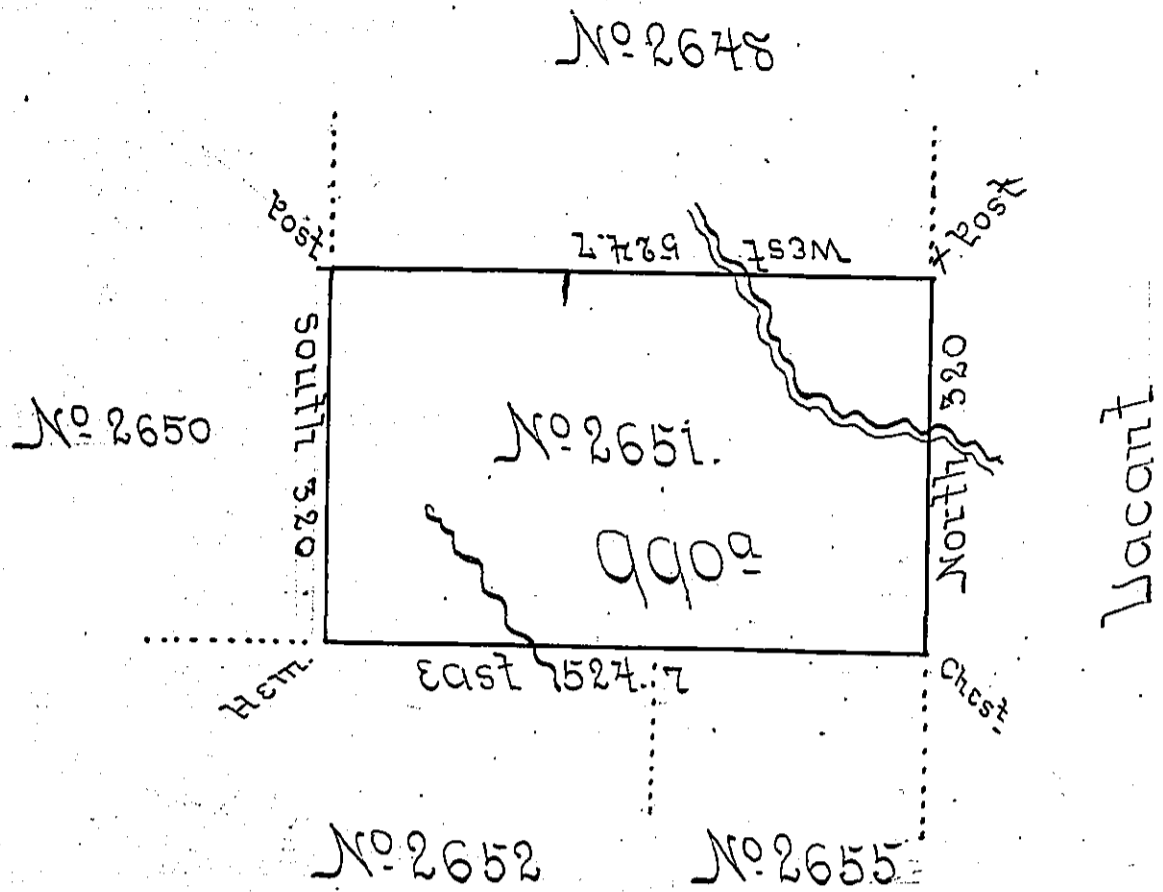 No 2648
Post
West 524.7
x Post
South 320
North 320
No 2650
No 2651.
Vacant
990a
Hem.
East 524.7
Chest
No 2652
No 2655